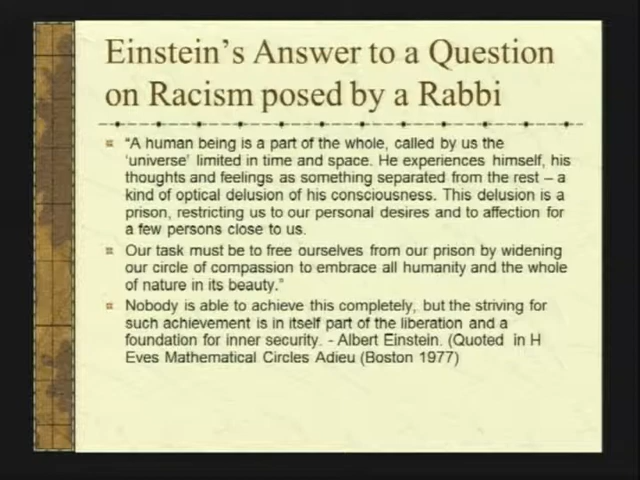 Einstein's Answer to a Question
on Racism posed by a Rabbi
"A human being is a part of the whole, called by us the
'universe' limited in time and space. He experiences himself, his
thoughts and feelings as something separated from the rest – a
kind of optical delusion of his consciousness. This delusion is a
prison, restricting us to our personal desires and to affection for
a few persons close to us.
Our task must be to free ourselves from our prison by widening
our circle of compassion to embrace all humanity and the whole
of nature in its beauty."
Nobody is able to achieve this completely, but the striving for
such achievement is in itself part of the liberation and a
foundation for inner security. - Albert Einstein. (Quoted in H
Eves Mathematical Circles Adieu (Boston 1977)